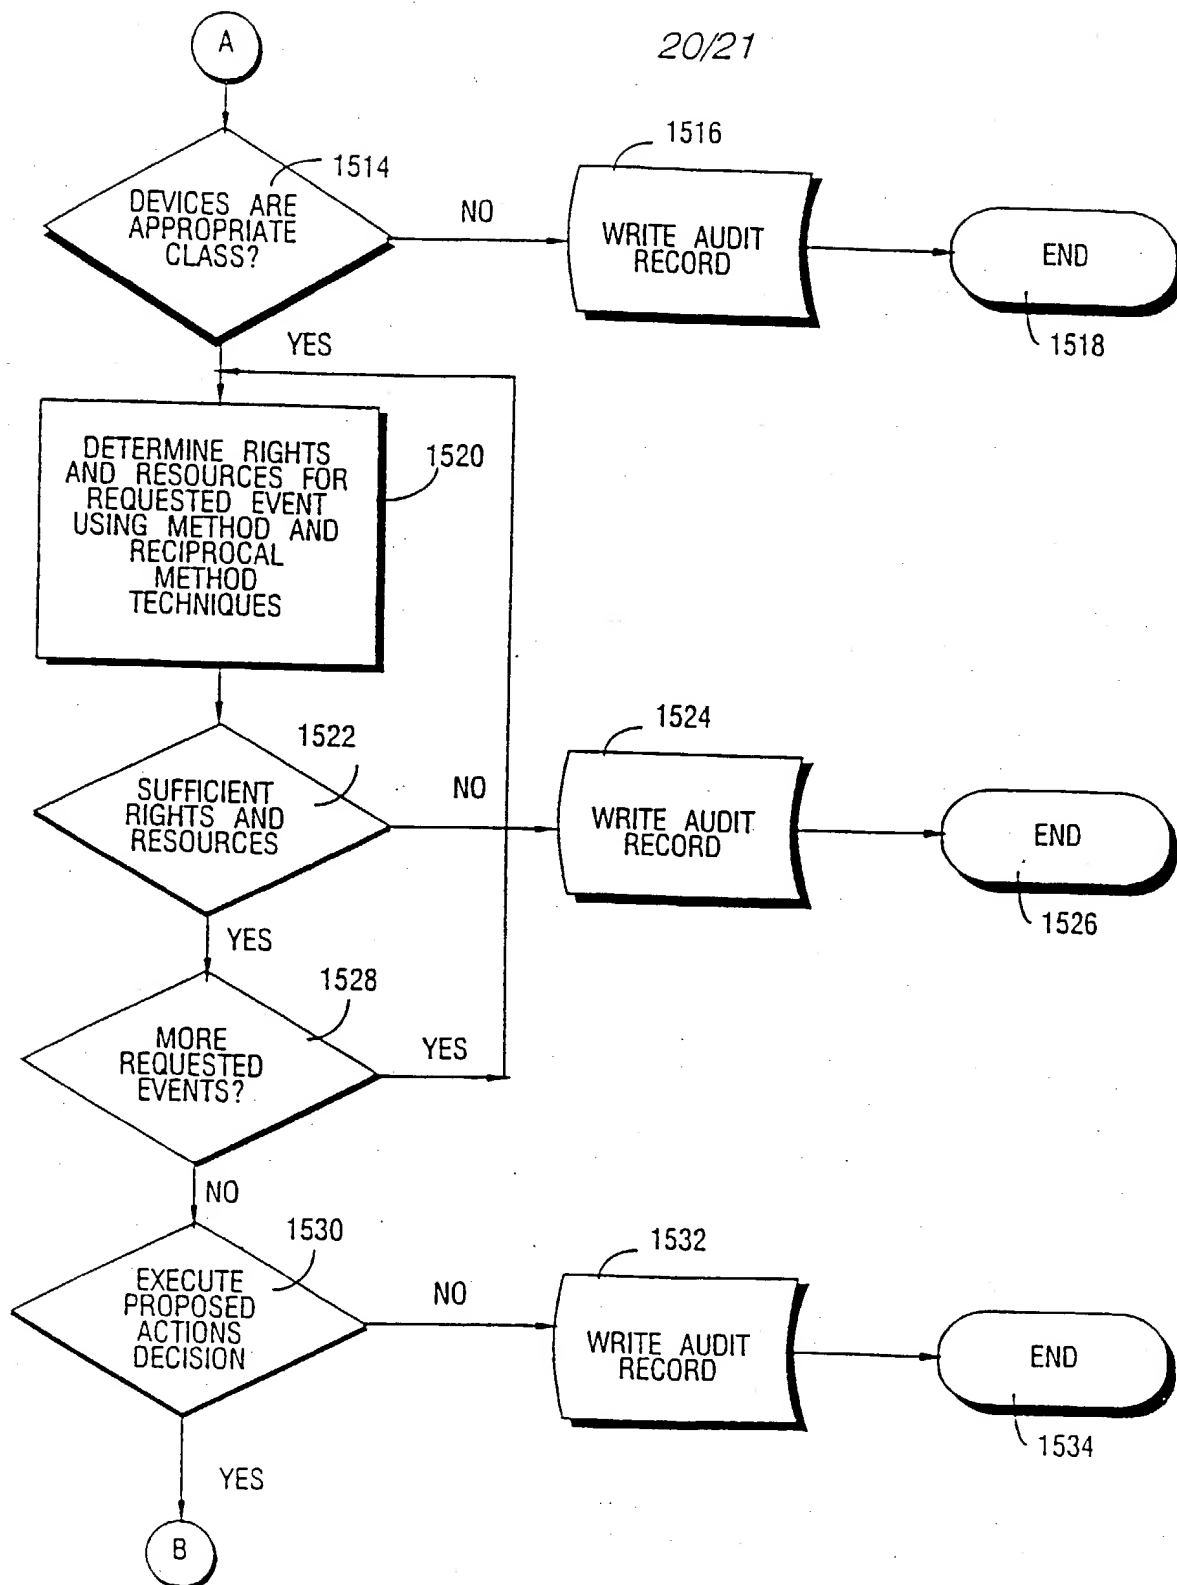 20/21
A
1514
DEVICES ARE
APPROPRIATE
CLASS?
NO
1516
WRITE AUDIT
RECORD
END
1518
YES
DETERMINE RIGHTS
AND RESOURCES FOR
REQUESTED EVENT
USING METHOD AND
RECIPROCAL
METHOD
TECHNIQUES
1520
1522
SUFFICIENT
RIGHTS AND
RESOURCES
NO
1524
WRITE AUDIT
RECORD
END
1526
YES
1528
MORE
REQUESTED
EVENTS?
YES
NO
1530
EXECUTE
PROPOSED
ACTIONS
DECISION
NO
1532
WRITE AUDIT
RECORD
END
1534
YES
B